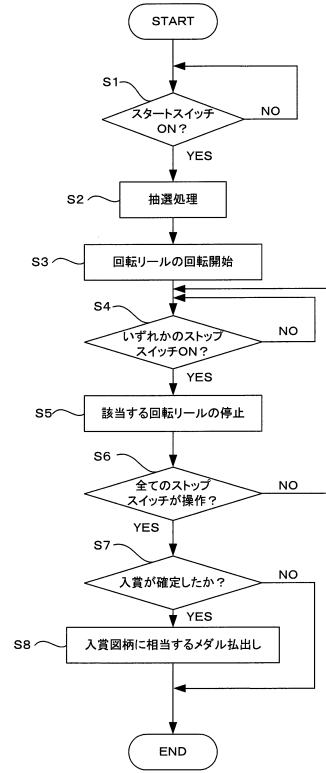 START
S1
スタートスイッチ
ON？
NO
YES
S2
抽選処理
S3
回転リールの回転開始
S4
いずれかのストップ
スイッチON？
NO
YES
S5
該当する回転リールの停止
S6
全てのストップ
スイッチが操作？
NO
YES
S7
入賞が確定したか？
NO
YES
S8
入賞図柄に相当するメダル払出し
END